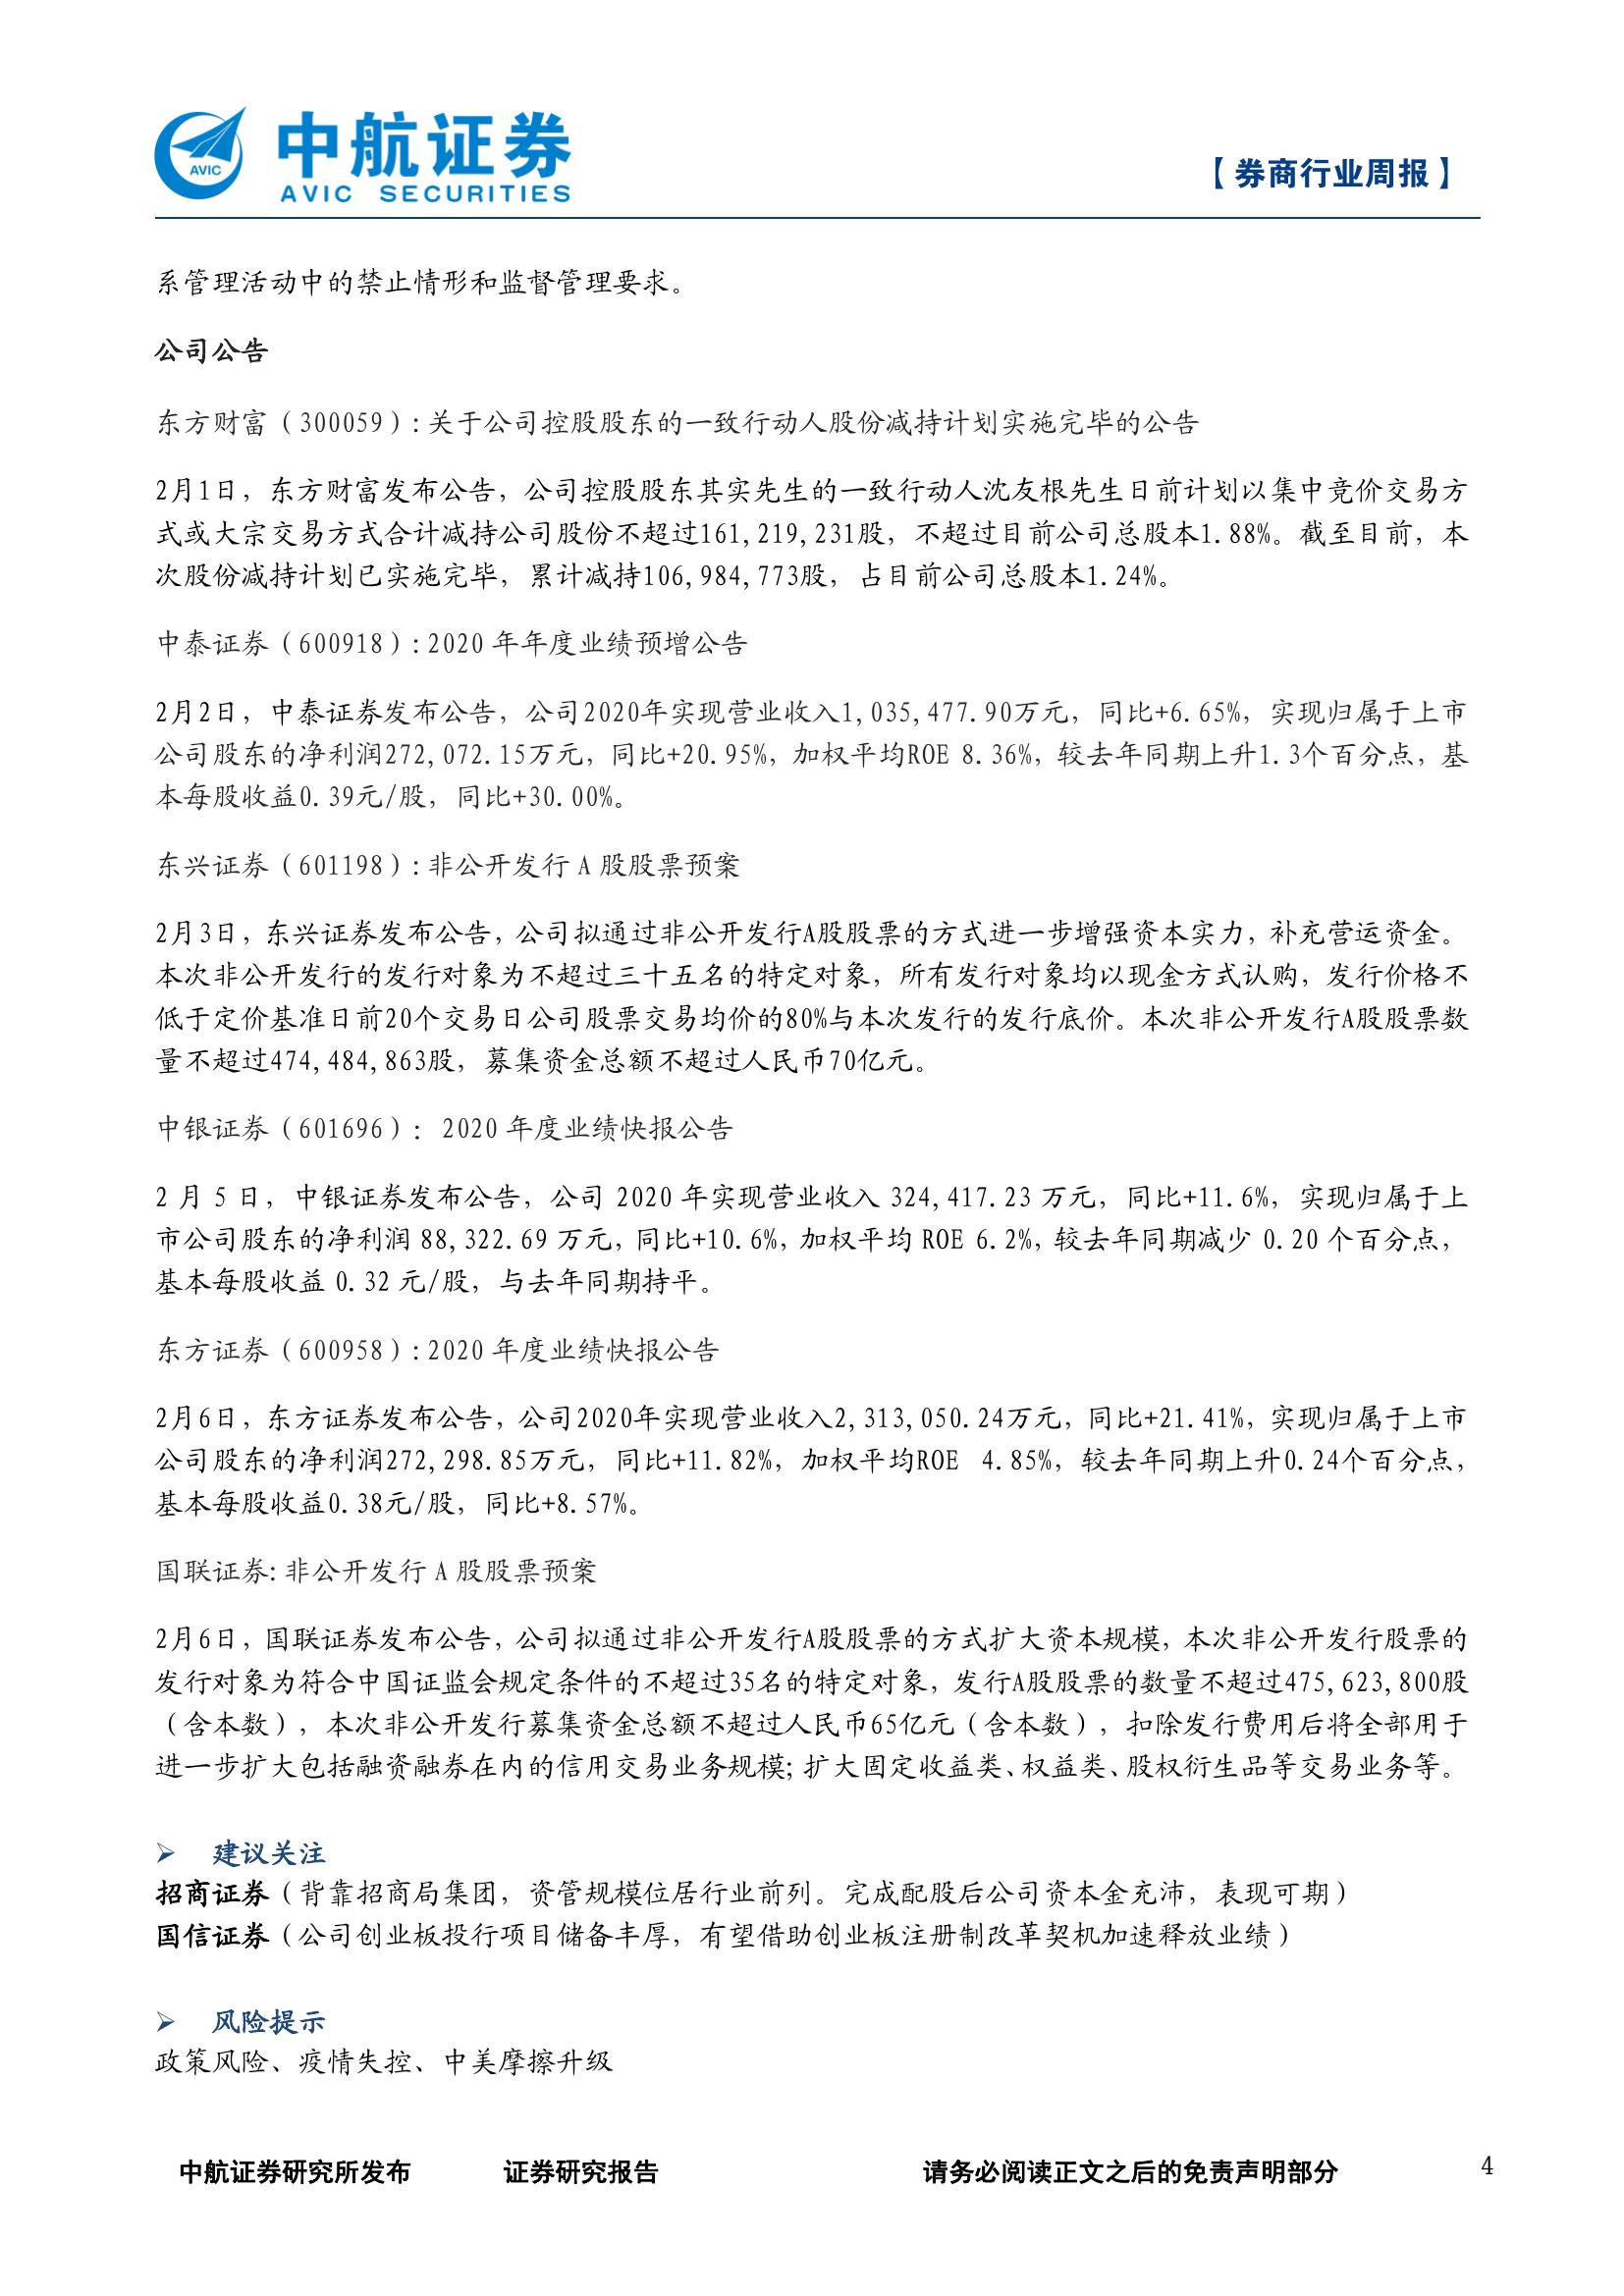 AVIC
中航证券
AVIC SECURITIES
【券商行业周报】
系管理活动中的禁止情形和监督管理要求。
公司公告
东方财富（300059）:关于公司控股股东的一致行动人股份减持计划实施完毕的公告
2月1日，东方财富发布公告，公司控股股东其实先生的一致行动人沈友根先生日前计划以集中竞价交易方
式或大宗交易方式合计减持公司股份不超过161,219,231股，不超过目前公司总股本1.88%。截至目前，本
次股份减持计划已实施完毕，累计减持106,984,773股，占目前公司总股本1.24%。
中泰证券（600918）:2020 年年度业绩预增公告
2月2日，中泰证券发布公告，公司2020年实现营业收入1,035,477.90万元，同比+6.65%，实现归属于上市
公司股东的净利润272,072.15万元，同比+20.95%，加权平均ROE 8.36%，较去年同期上升1.3个百分点，基
本每股收益0.39元/股，同比+30.00%。
东兴证券（601198）:非公开发行 A 股股票预案
2月3日，东兴证券发布公告，公司拟通过非公开发行A股股票的方式进一步增强资本实力，补充营运资金。
本次非公开发行的发行对象为不超过三十五名的特定对象，所有发行对象均以现金方式认购，发行价格不
低于定价基准日前20个交易日公司股票交易均价的80%与本次发行的发行底价。本次非公开发行A股股票数
量不超过474,484,863股，募集资金总额不超过人民币70亿元。
中银证券（601696）: 2020 年度业绩快报公告
2 月 5 日，中银证券发布公告，公司 2020 年实现营业收入 324,417.23 万元，同比+11.6%，实现归属于上
市公司股东的净利润 88,322.69 万元，同比+10.6%，加权平均 ROE 6.2%，较去年同期减少 0.20 个百分点，
基本每股收益 0.32 元/股，与去年同期持平。
东方证券（600958）:2020 年度业绩快报公告
2月6日，东方证券发布公告，公司2020年实现营业收入2,313,050.24万元，同比+21.41%，实现归属于上市
公司股东的净利润272,298.85万元，同比+11.82%，加权平均ROE 4.85%，较去年同期上升0.24个百分点，
基本每股收益0.38元/股，同比+8.57%。
国联证券:非公开发行 A 股股票预案
2月6日，国联证券发布公告，公司拟通过非公开发行A股股票的方式扩大资本规模，本次非公开发行股票的
发行对象为符合中国证监会规定条件的不超过35名的特定对象，发行A股股票的数量不超过475,623,800股
（含本数），本次非公开发行募集资金总额不超过人民币65亿元（含本数），扣除发行费用后将全部用于
进一步扩大包括融资融券在内的信用交易业务规模;扩大固定收益类、权益类、股权衍生品等交易业务等。
➢ 建议关注
招商证券（背靠招商局集团，资管规模位居行业前列。完成配股后公司资本金充沛，表现可期）
国信证券（公司创业板投行项目储备丰厚，有望借助创业板注册制改革契机加速释放业绩）
➢ 风险提示
政策风险、疫情失控、中美摩擦升级
中航证券研究所发布 证券研究报告 请务必阅读正文之后的免责声明部分 4